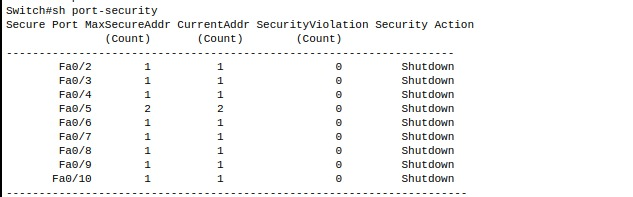 Switch#sh port-security
Secure Port MaxSecureAddr CurrentAddr SecurityViolation Security Action
(Count) (Count) (Count)
--------------------------------------------------------------------
Fa0/2 1 1 0 Shutdown
Fa0/3 1 1 0 Shutdown
Fa0/4 1 1 0 Shutdown
Fa0/5 2 2 0 Shutdown
Fa0/6 1 1 0 Shutdown
Fa0/7 1 1 0 Shutdown
Fa0/8 1 1 0 Shutdown
Fa0/9 1 1 0 Shutdown
Fa0/10 1 1 0 Shutdown
----------------------------------------------------------------------